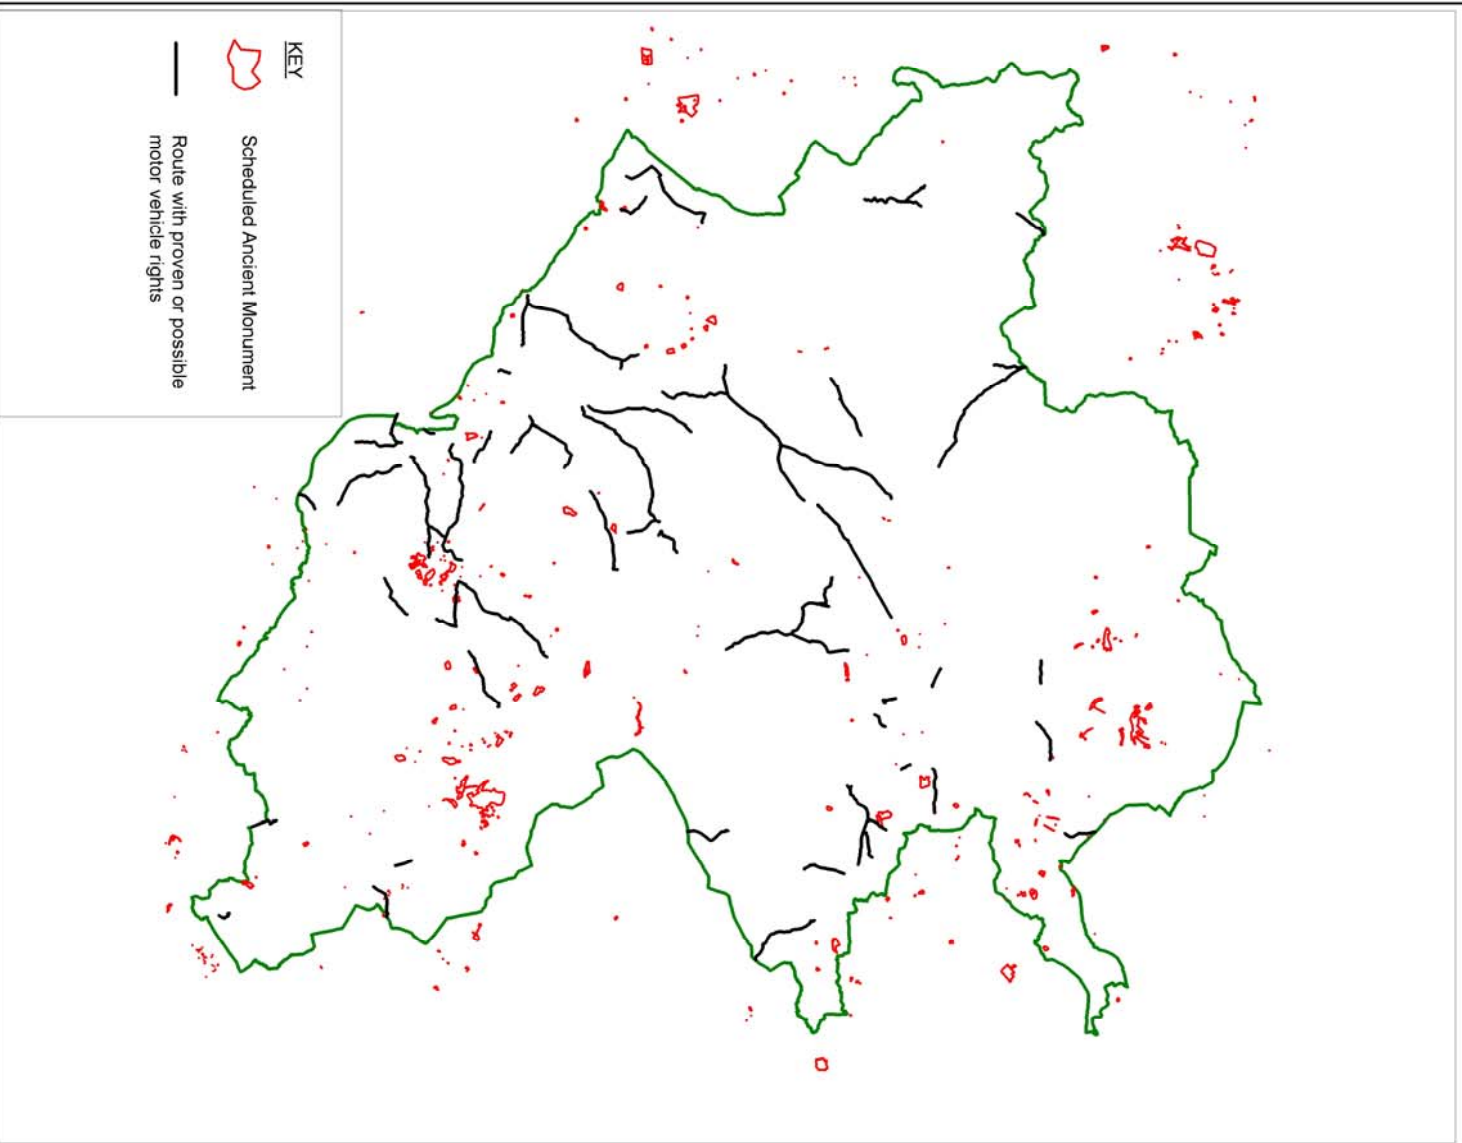 KEY
Scheduled Ancient Monument
Route with proven or possible
motor vehicle rights